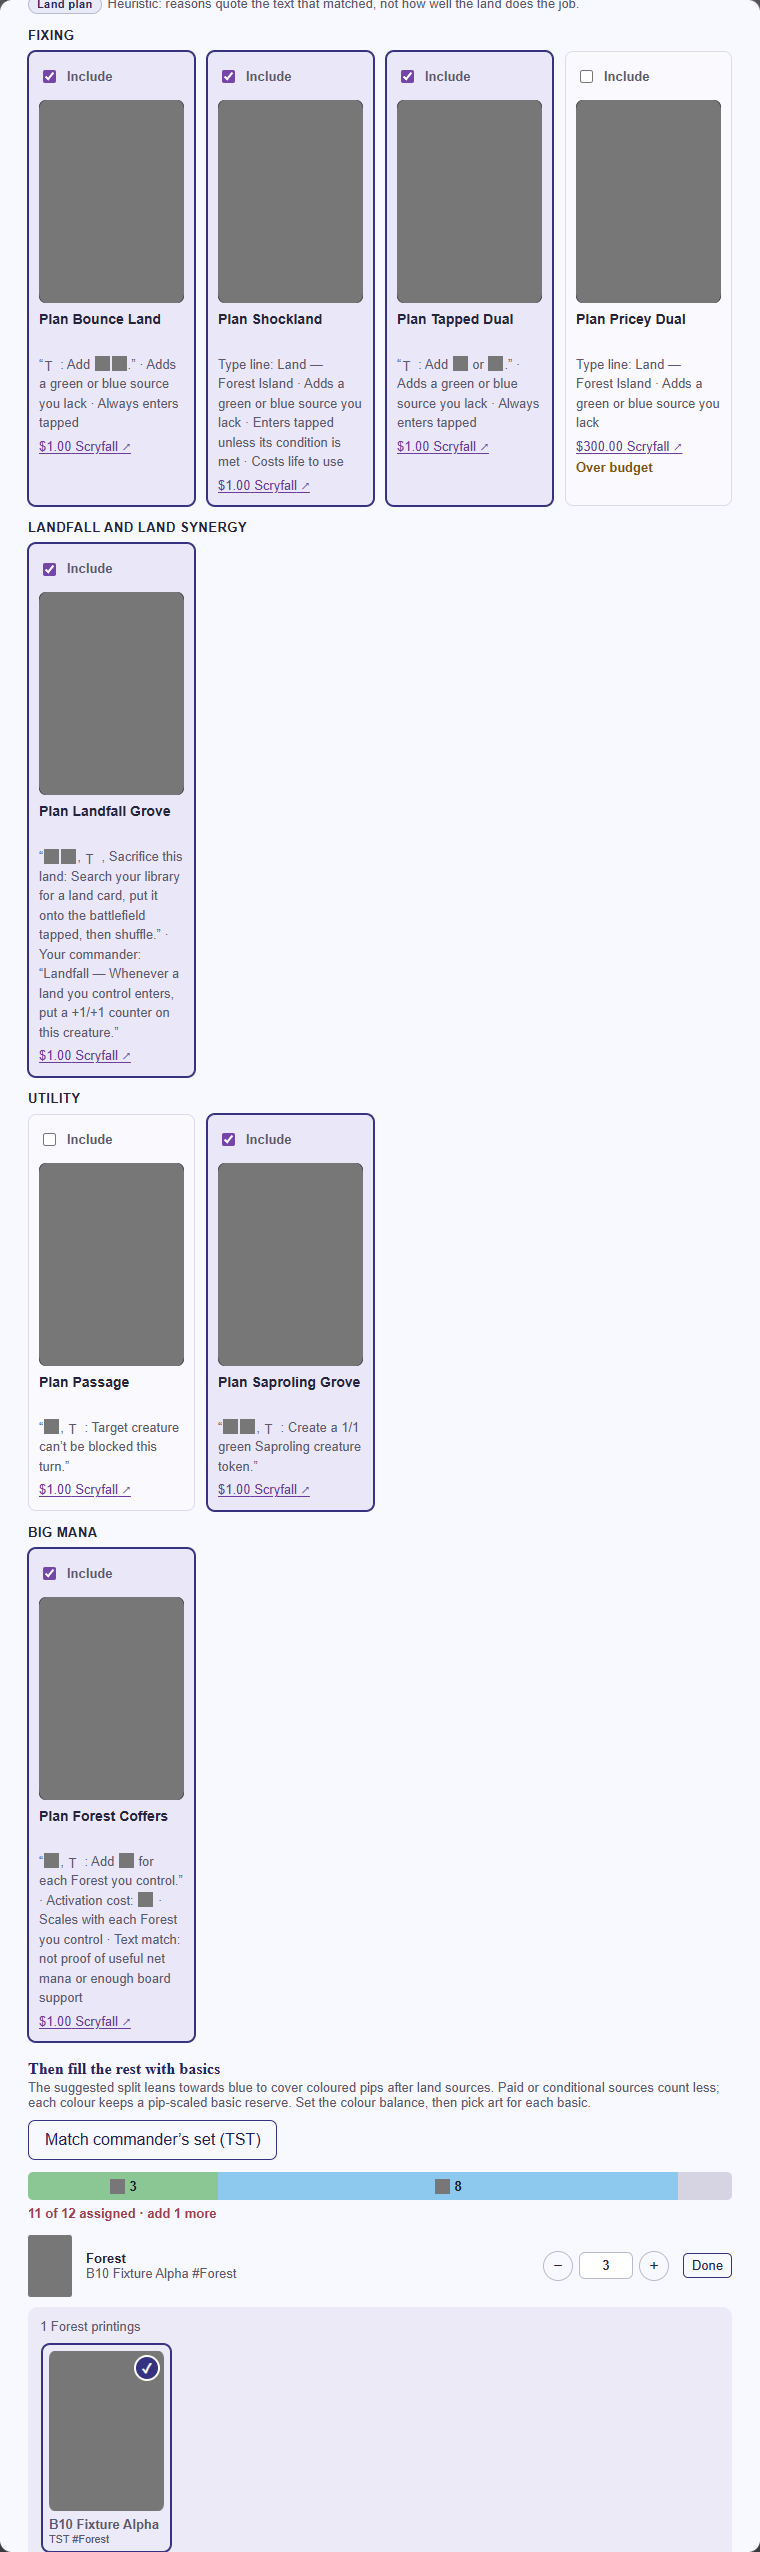 Land plan Heuristic: reasons quote the text that matched, not how well the land does the job.
FIXING
Include
Plan Bounce Land
“T : Add .” · Adds
a green or blue source
you lack · Always enters
tapped
$1.00 Scryfall ↗
Include
Plan Shockland
Type line: Land —
Forest Island · Adds a
green or blue source you
lack · Enters tapped
unless its condition is
met · Costs life to use
$1.00 Scryfall ↗
Include
Plan Tapped Dual
“T : Add or .” ·
Adds a green or blue
source you lack · Always
enters tapped
$1.00 Scryfall ↗
Include
Plan Pricey Dual
Type line: Land —
Forest Island · Adds a
green or blue source you
lack
$300.00 Scryfall ↗
Over budget
LANDFALL AND LAND SYNERGY
Include
Plan Landfall Grove
“ , T , Sacrifice this
land: Search your library
for a land card, put it
onto the battlefield
tapped, then shuffle.” ·
Your commander:
“Landfall — Whenever a
land you control enters,
put a +1/+1 counter on
this creature.”
$1.00 Scryfall ↗
UTILITY
Include
Plan Passage
“ , T : Target creature
can’t be blocked this
turn.”
$1.00 Scryfall ↗
Include
Plan Saproling Grove
“ , T : Create a 1/1
green Saproling creature
token.”
$1.00 Scryfall ↗
BIG MANA
Include
Plan Forest Coffers
“ , T : Add for
each Forest you control.”
· Activation cost: ·
Scales with each Forest
you control · Text match:
not proof of useful net
mana or enough board
support
$1.00 Scryfall ↗
Then fill the rest with basics
The suggested split leans towards blue to cover coloured pips after land sources. Paid or conditional sources count less;
each colour keeps a pip-scaled basic reserve. Set the colour balance, then pick art for each basic.
Match commander’s set (TST)
3 8
11 of 12 assigned · add 1 more
Forest
B10 Fixture Alpha #Forest
− 3 + Done
1 Forest printings
✓
B10 Fixture Alpha
TST #Forest